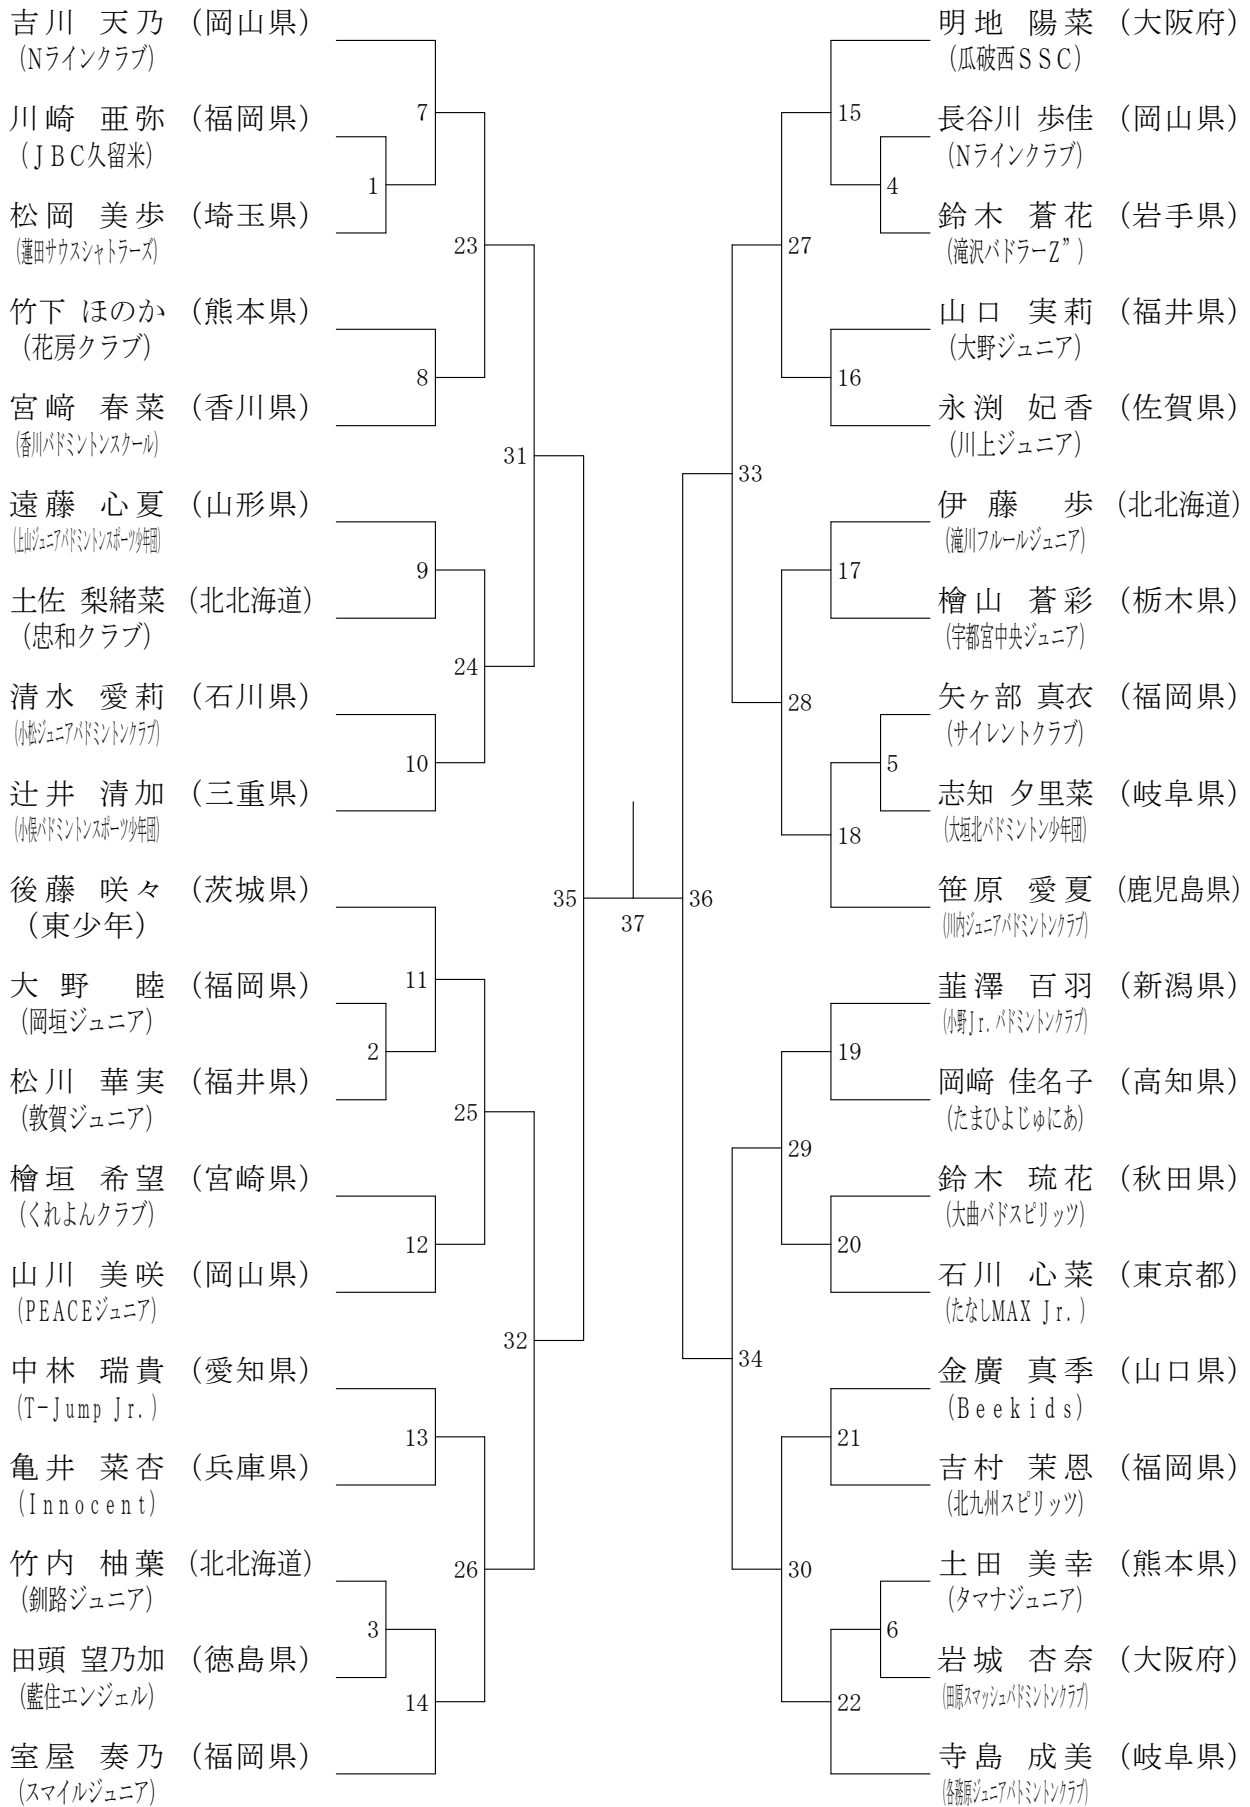 吉川 天乃 (岡山県)
(Nラインクラブ)
7
川崎 亜弥 (福岡県)
(JBC久留米)
1
松岡 美歩 (埼玉県)
(蓮田サウスシャトラーズ)
23
竹下 ほのか (熊本県)
(花房クラブ)
8
宮﨑 春菜 (香川県)
(香川バドミントンスクール)
31
遠藤 心夏 (山形県)
(上山ジュニアバドミントンスポーツ少年団)
9
土佐 梨緒菜 (北北海道)
(忠和クラブ)
24
清水 愛莉 (石川県)
(小松ジュニアバドミントンクラブ)
10
辻井 清加 (三重県)
(小俣バドミントンスポーツ少年団)
後藤 咲々 (茨城県)
(東少年)
35
11
大野 睦 (福岡県)
(岡垣ジュニア)
2
松川 華実 (福井県)
(敦賀ジュニア)
25
檜垣 希望 (宮崎県)
(くれよんクラブ)
12
山川 美咲 (岡山県)
(PEACEジュニア)
32
中林 瑞貴 (愛知県)
(T-Jump Jr.)
13
亀井 菜杏 (兵庫県)
(Innocent)
竹内 柚葉 (北北海道)
(釧路ジュニア)
26
3
田頭 望乃加 (徳島県)
(藍住エンジェル)
14
室屋 奏乃 (福岡県)
(スマイルジュニア)
37
明地 陽菜 (大阪府)
(瓜破西SSC)
15
長谷川 歩佳 (岡山県)
(Nラインクラブ)
4
鈴木 蒼花 (岩手県)
(滝沢バドラーZ”)
27
山口 実莉 (福井県)
(大野ジュニア)
16
永渕 妃香 (佐賀県)
(川上ジュニア)
33
伊藤 歩 (北北海道)
(滝川フルールジュニア)
17
檜山 蒼彩 (栃木県)
(宇都宮中央ジュニア)
28
矢ヶ部 真衣 (福岡県)
(サイレントクラブ)
5
志知 夕里菜 (岐阜県)
(大垣北バドミントン少年団)
18
笹原 愛夏 (鹿児島県)
(川内ジュニアバドミントンクラブ)
36
韮澤 百羽 (新潟県)
(小野Jr.バドミントンクラブ)
19
岡﨑 佳名子 (高知県)
(たまひよじゅにあ)
29
鈴木 琉花 (秋田県)
(大曲バドスピリッツ)
20
石川 心菜 (東京都)
(たなしMAX Jr.)
34
金廣 真季 (山口県)
(Beekids)
21
吉村 茉恩 (福岡県)
(北九州スピリッツ)
30
土田 美幸 (熊本県)
(タマナジュニア)
6
岩城 杏奈 (大阪府)
(田原スマッシュバドミントンクラブ)
22
寺島 成美 (岐阜県)
(各務原ジュニアバトミントンクラブ)